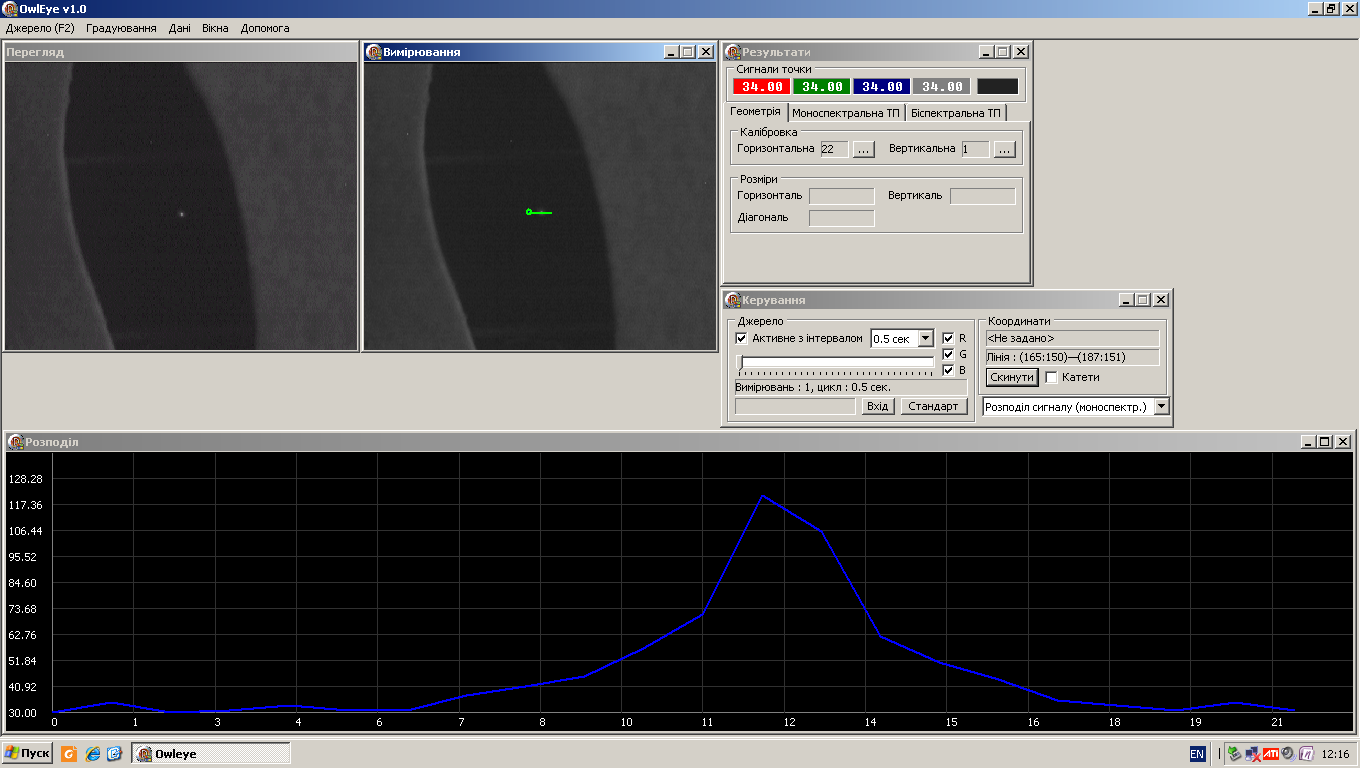 OwlEye v1.0
Джерело (F2) Градуювання Дані Вікна Допомога
Перегляд
Вимірювання
Результати
Сигнали точки
34.00 34.00 34.00 34.00
Геометрія Моноспектральна ТП Біспектральна ТП
Калібровка
Горизонтальна 22 ... Вертикальна 1 ...
Розміри
Горизонталь Вертикаль
Діагональ
Керування
Джерело
Активне з інтервалом 0.5 сек R
G
B
Вимірювань : 1, цикл : 0.5 сек.
Вхід Стандарт
Координати
<Не задано>
Лінія : (165:150)—(187:151)
Скинути Катети
Розподіл сигналу (моноспектр.)
Розподіл
128.28
117.36
106.44
95.52
84.60
73.68
62.76
51.84
40.92
30.00
0 1 3 4 6 7 8 10 11 12 14 15 16 18 19 21
Пуск Owleye EN ATI 12:16